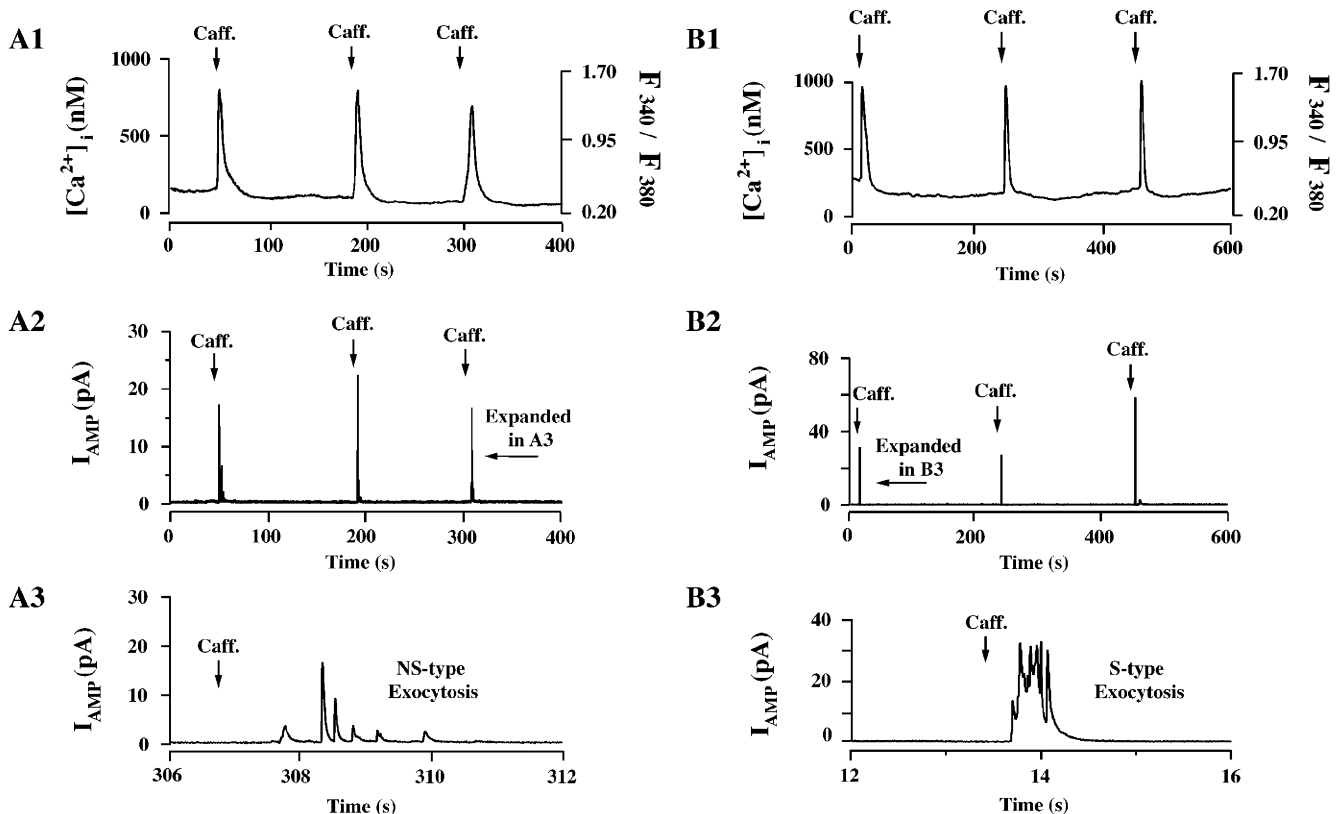 A1
Caff. Caff. Caff.
1000
500
0
[Ca2+]i (nM)
1.70
0.95
0.20
F 340 / F 380
0 100 200 300 400
Time (s)
B1
Caff. Caff. Caff.
1000
500
0
[Ca2+]i (nM)
1.70
0.95
0.20
F 340 / F 380
0 200 400 600
Time (s)
A2
Caff. Caff. Caff.
30
20
10
0
IAMP (pA)
Expanded
in A3
0 100 200 300 400
Time (s)
B2
Caff. Caff. Caff.
80
40
0
IAMP (pA)
Expanded
in B3
0 200 400 600
Time (s)
A3
30
20
10
0
IAMP (pA)
Caff.
NS-type
Exocytosis
306 308 310 312
Time (s)
B3
40
20
0
IAMP (pA)
Caff.
S-type
Exocytosis
12 14 16
Time (s)